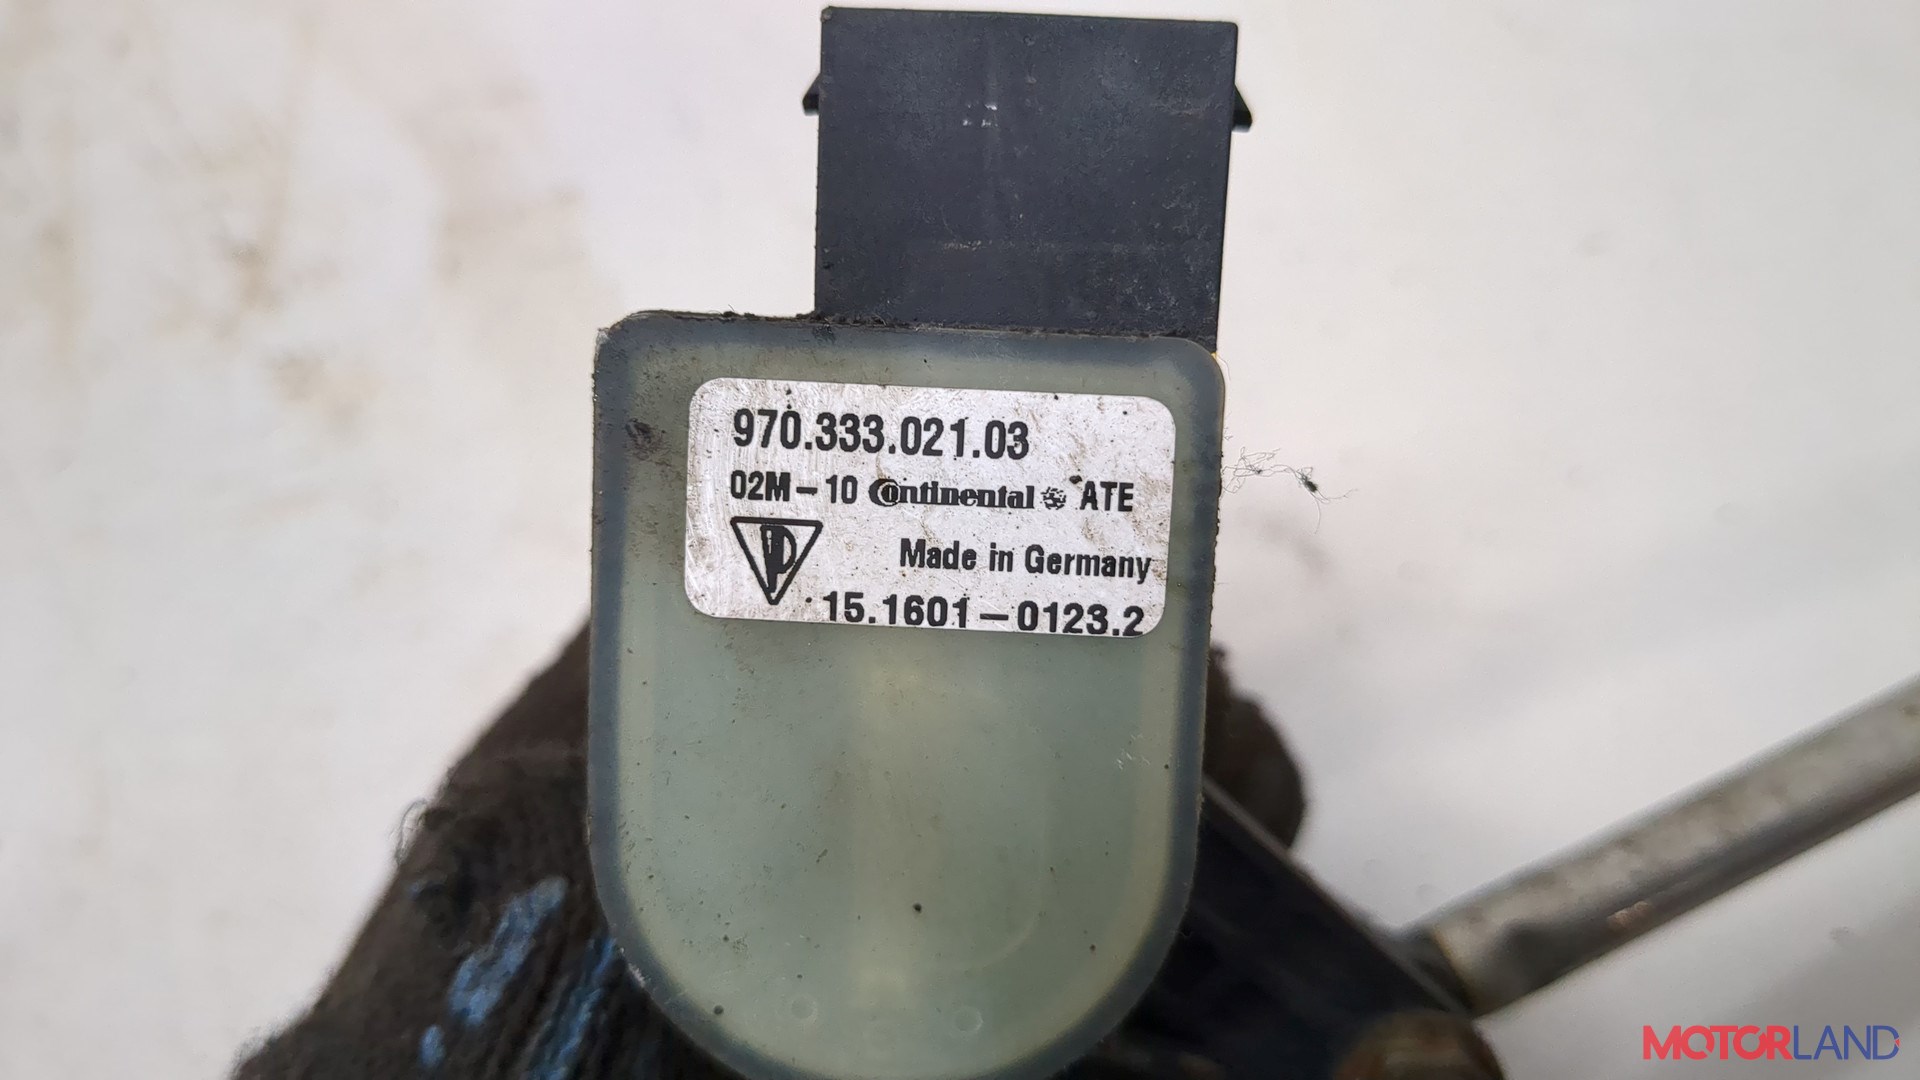 970.333.021.03
02M-10 Continental ATE
Made in Germany
15.1601-0123.2
MOTORLAND